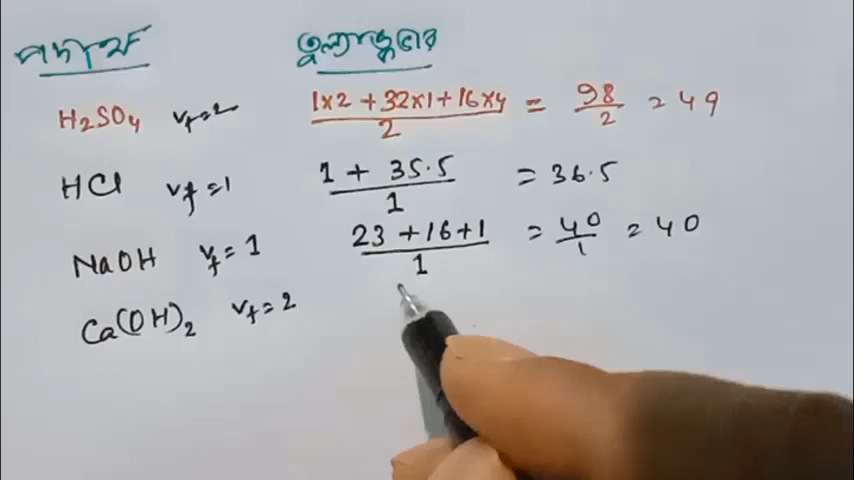 পদার্থ তুল্যাঙ্কভার
H₂SO₄ vf=2 (1×2 + 32×1 + 16×4)/2 = 98/2 = 49
HCl vf=1 (1 + 35.5)/1 = 36.5
NaOH vf=1 (23 + 16 + 1)/1 = 40/1 = 40
Ca(OH)₂ vf=2